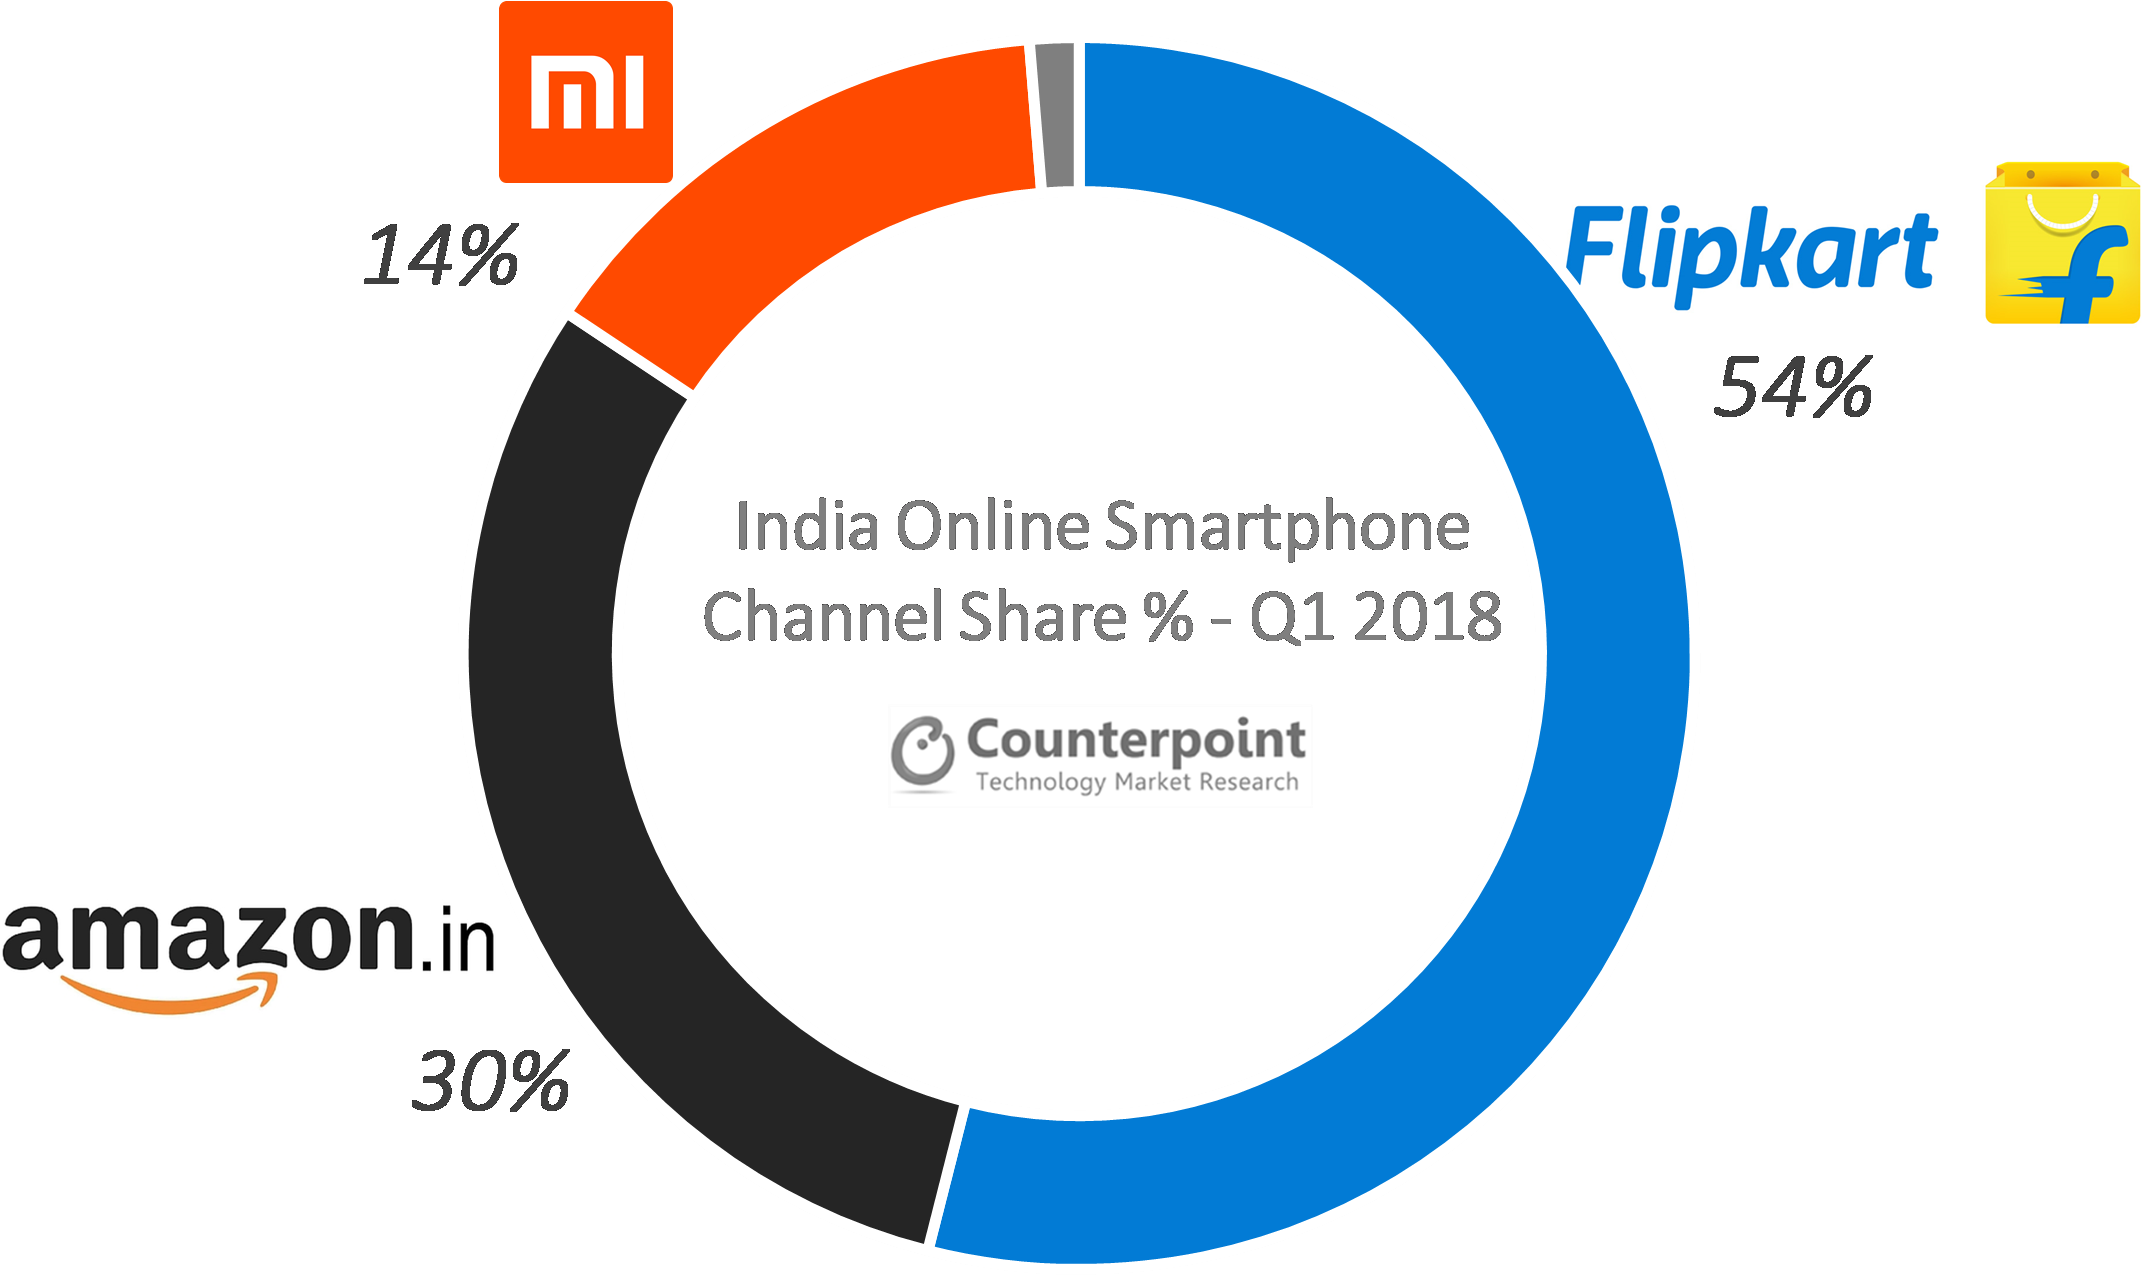 mi
14%
Flipkart
f
54%
India Online Smartphone
Channel Share % - Q1 2018
Counterpoint
Technology Market Research
amazon.in
30%